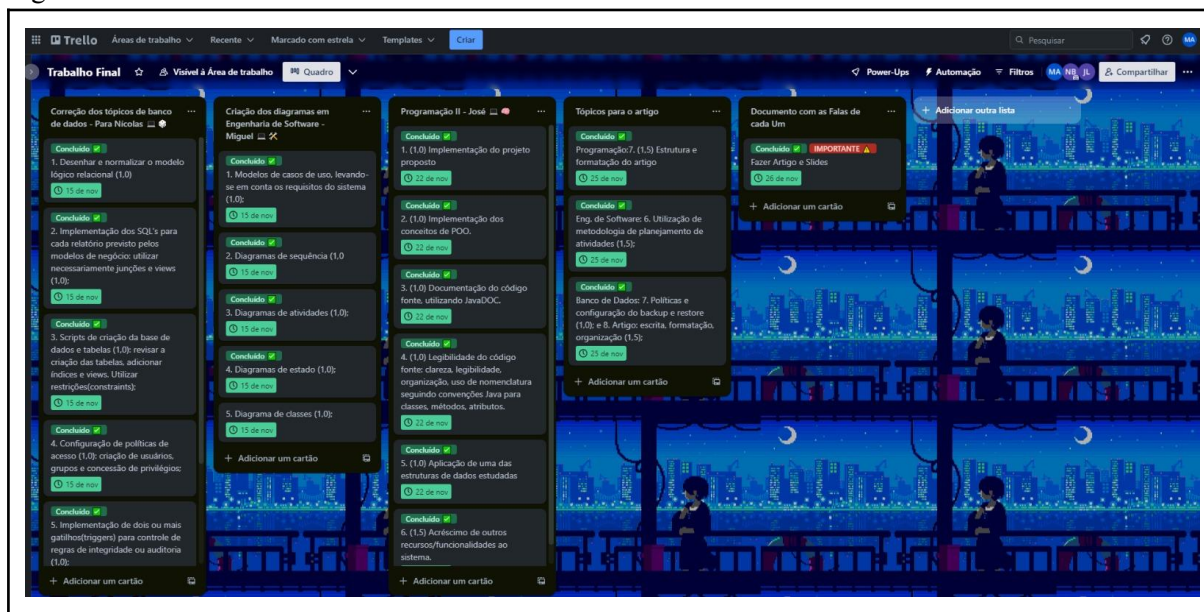 Trello
Áreas de trabalho
Recente
Marcado com estrela
Templates
Criar
Pesquisar
MA
Trabalho Final
Visível à Área de trabalho
Quadro
Power-Ups
Automação
Filtros
MA NB JL
Compartilhar
Correção dos tópicos de banco
de dados - Para Nícolas
Concluído
1. Desenhar e normalizar o modelo
lógico relacional (1,0)
15 de nov
Concluído
2. Implementação dos SQL's para
cada relatório previsto pelos
modelos de negócio: utilizar
necessariamente junções e views
(1,0);
15 de nov
Concluído
3. Scripts de criação da base de
dados e tabelas (1,0): revisar a
criação das tabelas, adicionar
índices e views. Utilizar
restrições(constraints);
15 de nov
Concluído
4. Configuração de políticas de
acesso (1,0): criação de usuários,
grupos e concessão de privilégios;
15 de nov
Concluído
5. Implementação de dois ou mais
gatilhos(triggers) para controle de
regras de integridade ou auditoria
(1,0);
+ Adicionar um cartão
Criação dos diagramas em
Engenharia de Software -
Miguel
Concluído
1. Modelos de casos de uso, levando-
se em conta os requisitos do sistema
(1,0);
15 de nov
Concluído
2. Diagramas de sequência (1,0
15 de nov
Concluído
3. Diagramas de atividades (1,0);
15 de nov
Concluído
4. Diagramas de estado (1,0);
15 de nov
5. Diagrama de classes (1,0);
15 de nov
+ Adicionar um cartão
Programação II - José
Concluído
1. (1,0) Implementação do projeto
proposto
22 de nov
Concluído
2. (1,0) Implementação dos
conceitos de POO.
22 de nov
Concluído
3. (1,0) Documentação do código
fonte, utilizando JavaDOC.
22 de nov
Concluído
4. (1,0) Legibilidade do código
fonte: clareza, legibilidade,
organização, uso de nomenclatura
seguindo convenções Java para
classes, métodos, atributos.
22 de nov
Concluído
5. (1,0) Aplicação de uma das
estruturas de dados estudadas
22 de nov
Concluído
6. (1,5) Acréscimo de outros
recursos/funcionalidades ao
sistema.
+ Adicionar um cartão
Tópicos para o artigo
Concluído
Programação:7. (1,5) Estrutura e
formatação do artigo
25 de nov
Concluído
Eng. de Software: 6. Utilização de
metodologia de planejamento de
atividades (1,5);
25 de nov
Concluído
Banco de Dados: 7. Políticas e
configuração do backup e restore
(1,0); e 8. Artigo: escrita, formatação,
organização (1,5);
25 de nov
+ Adicionar um cartão
Documento com as Falas de
cada Um
Concluído IMPORTANTE
Fazer Artigo e Slides
26 de nov
+ Adicionar um cartão
+ Adicionar outra lista